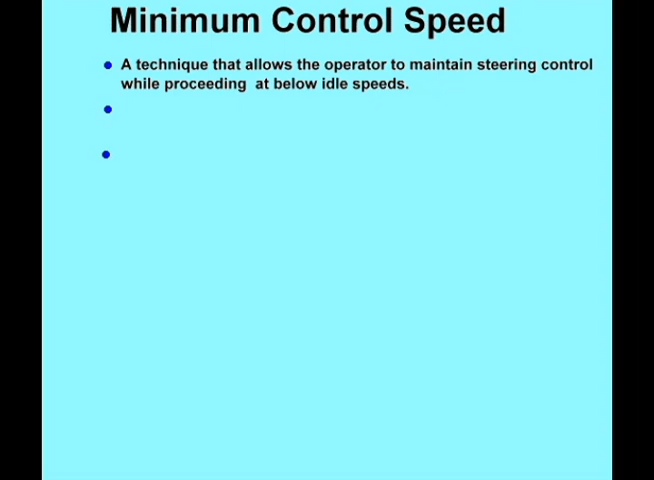 Minimum Control Speed
• A technique that allows the operator to maintain steering control
while proceeding  at below idle speeds.
•
•